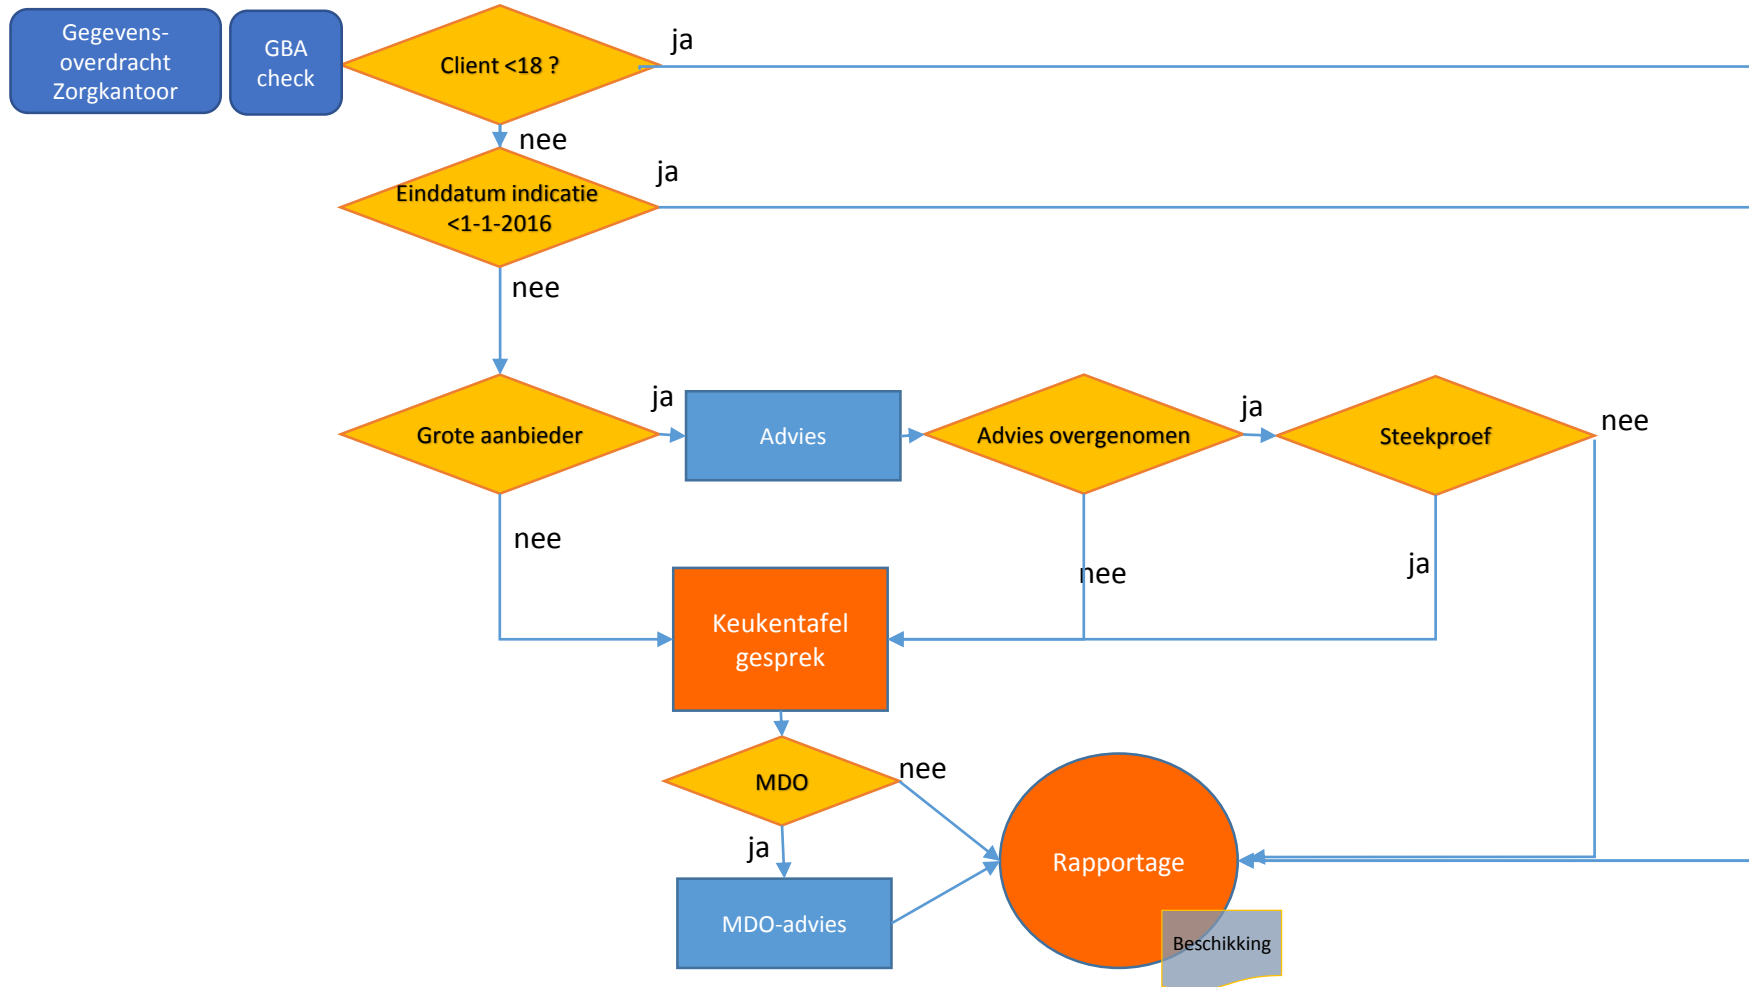 Gegevens-
overdracht
Zorgkantoor
GBA
check
Client <18 ?
ja
nee
Einddatum indicatie
<1-1-2016
ja
nee
Grote aanbieder
ja
Advies
Advies overgenomen
ja
Steekproef
nee
nee
nee
ja
Keukentafel
gesprek
MDO
nee
ja
MDO-advies
Rapportage
Beschikking